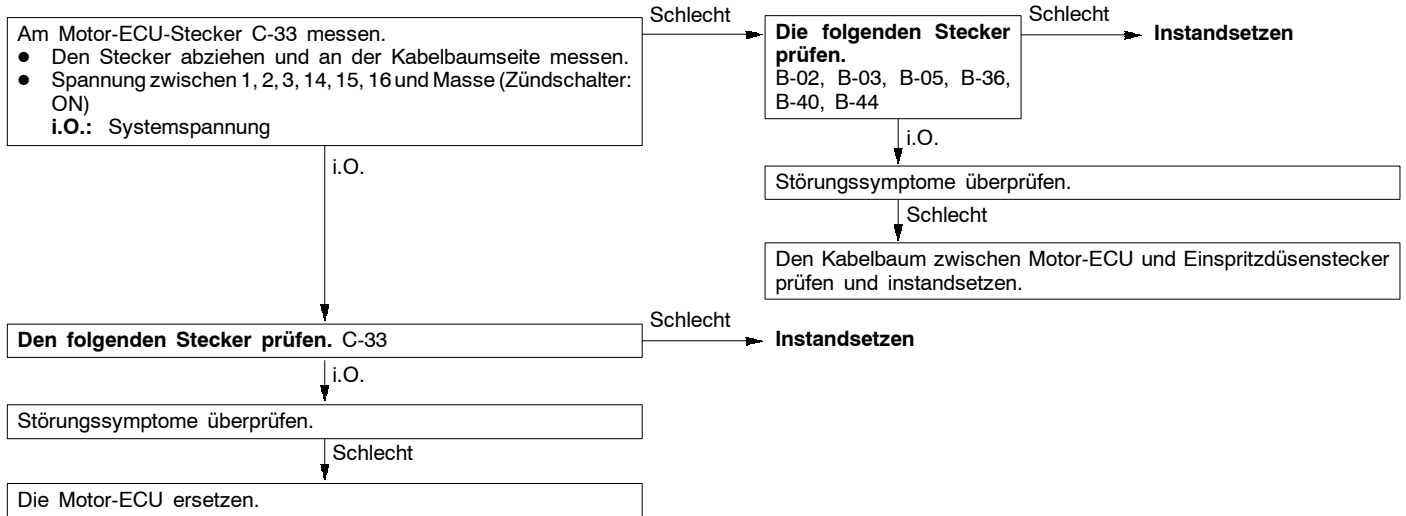 Am Motor-ECU-Stecker C-33 messen.
● Den Stecker abziehen und an der Kabelbaumseite messen.
● Spannung zwischen 1, 2, 3, 14, 15, 16 und Masse (Zündschalter:
ON)
i.O.: Systemspannung
Schlecht
Die folgenden Stecker
prüfen.
B-02, B-03, B-05, B-36,
B-40, B-44
Schlecht
Instandsetzen
i.O.
Störungssymptome überprüfen.
Schlecht
Den Kabelbaum zwischen Motor-ECU und Einspritzdüsenstecker
prüfen und instandsetzen.
i.O.
Den folgenden Stecker prüfen. C-33
Schlecht
Instandsetzen
i.O.
Störungssymptome überprüfen.
Schlecht
Die Motor-ECU ersetzen.